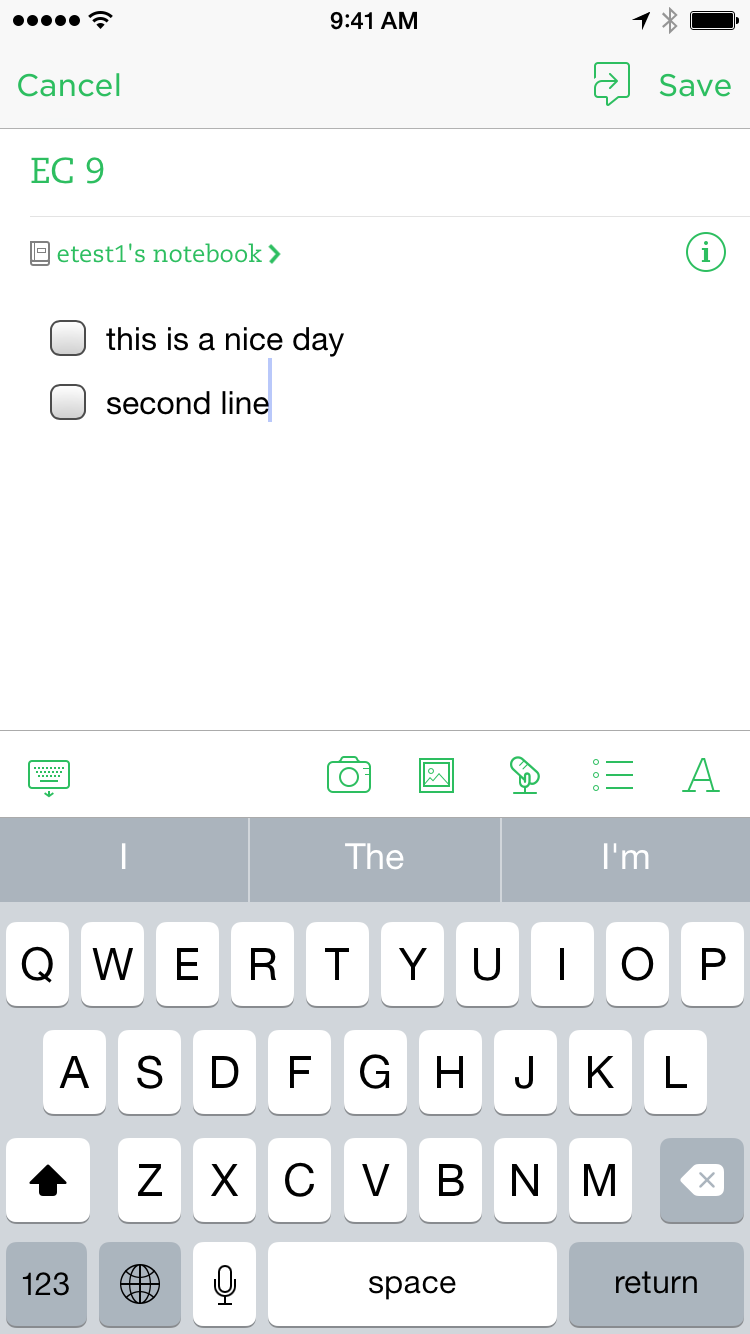 9:41 AM
Cancel Save
EC 9
etest1's notebook
this is a nice day
second line
A
I The I'm
Q W E R T Y U I O P
A S D F G H J K L
Z X C V B N M
123 space return